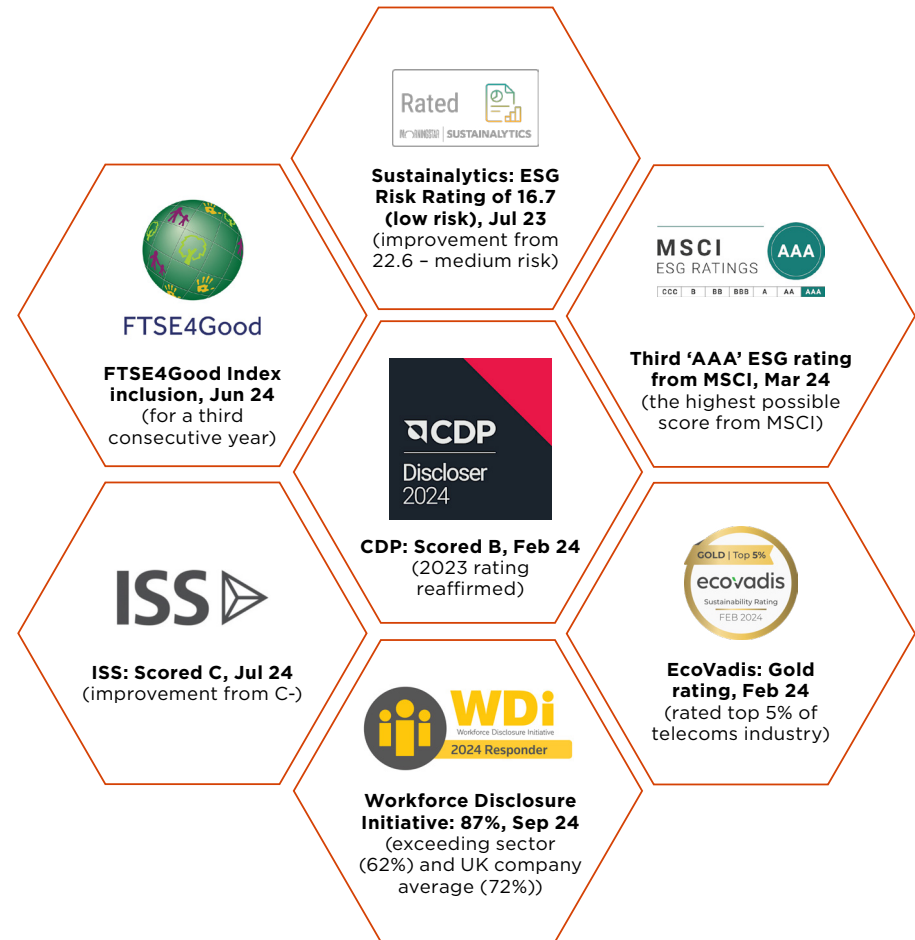 Rated
MORNINGSTAR | SUSTAINALYTICS
Sustainalytics: ESG
Risk Rating of 16.7
(low risk), Jul 23
(improvement from
22.6 – medium risk)
FTSE4Good
FTSE4Good Index
inclusion, Jun 24
(for a third
consecutive year)
MSCI
ESG RATINGS
AAA
CCC B BB BBB A AA AAA
Third ‘AAA’ ESG rating
from MSCI, Mar 24
(the highest possible
score from MSCI)
CDP
Discloser
2024
CDP: Scored B, Feb 24
(2023 rating
reaffirmed)
ISS
ISS: Scored C, Jul 24
(improvement from C-)
GOLD | Top 5%
ecovadis
Sustainability Rating
FEB 2024
EcoVadis: Gold
rating, Feb 24
(rated top 5% of
telecoms industry)
WDi
Workforce Disclosure Initiative
2024 Responder
Workforce Disclosure
Initiative: 87%, Sep 24
(exceeding sector
(62%) and UK company
average (72%))